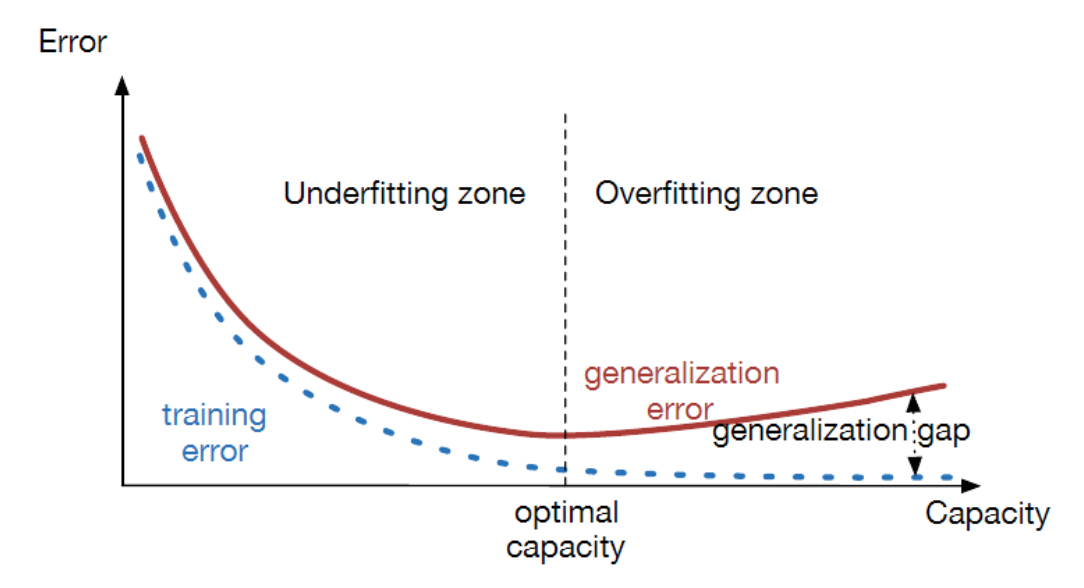 Error
Underfitting zone
Overfitting zone
generalization
error
training
error
generalization gap
optimal
capacity
Capacity